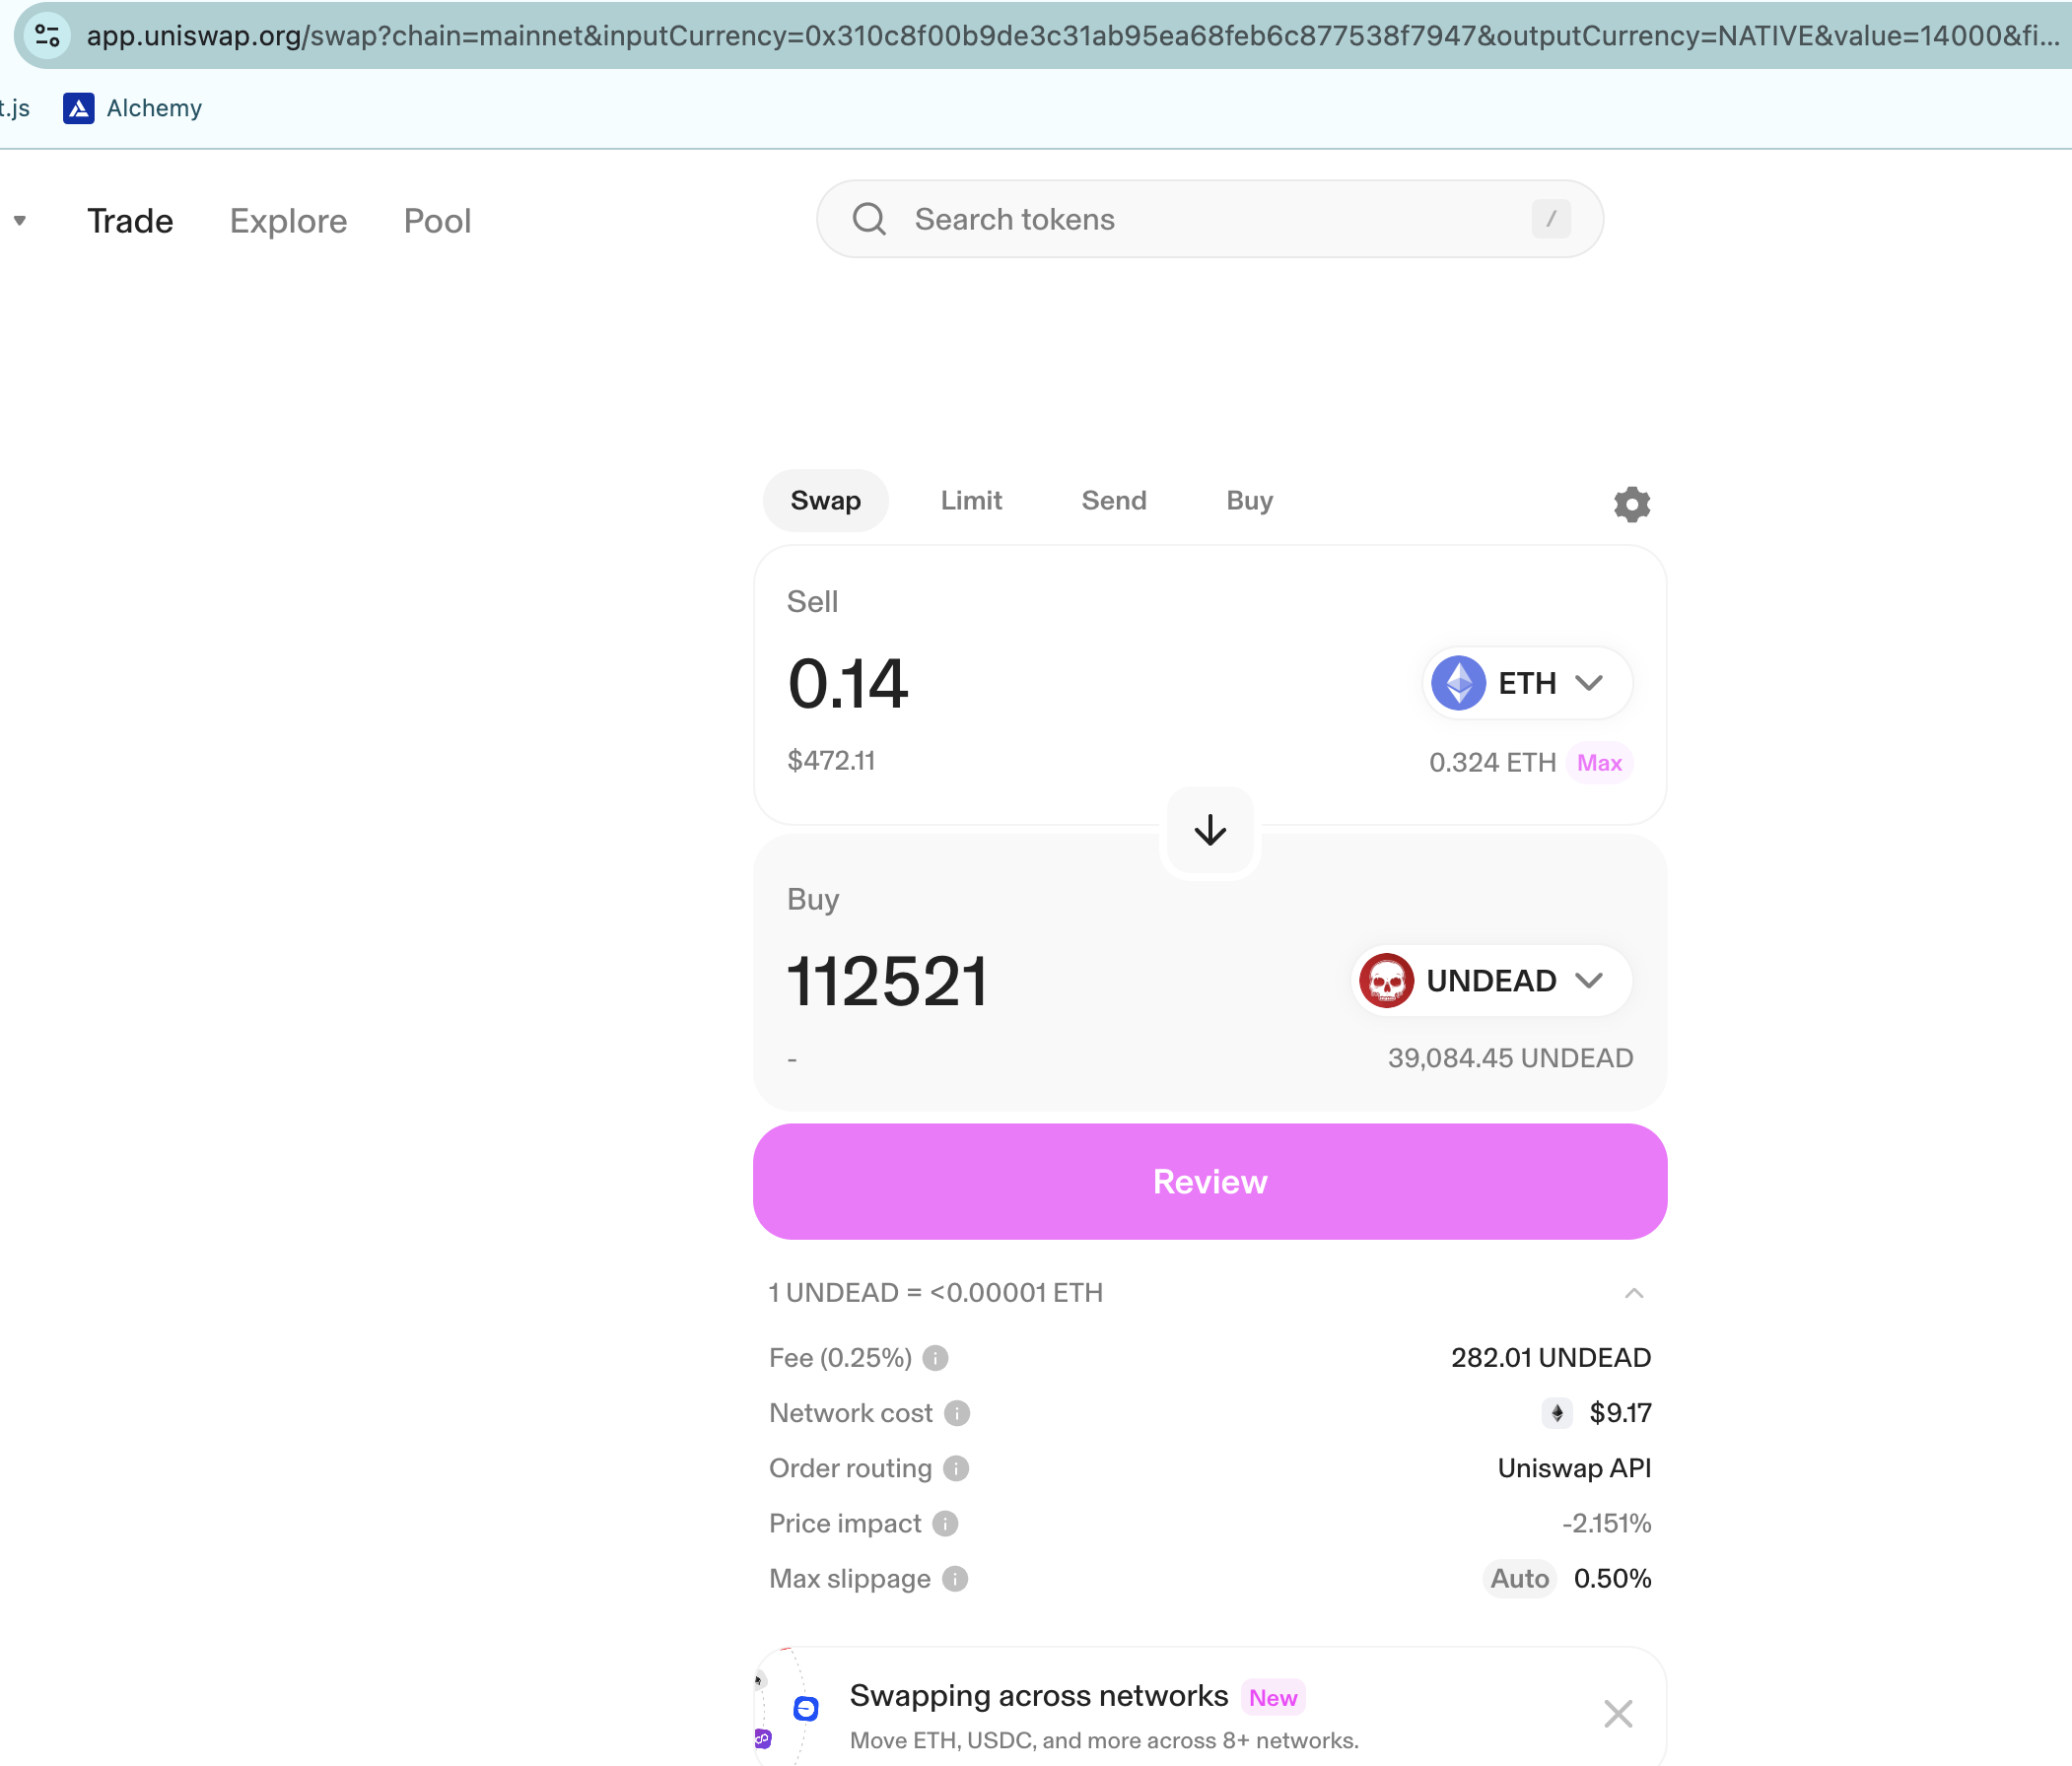 app.uniswap.org/swap?chain=mainnet&inputCurrency=0x310c8f00b9de3c31ab95ea68feb6c877538f7947&outputCurrency=NATIVE&value=14000&fi...
t.js Alchemy
Trade Explore Pool Search tokens /
Swap Limit Send Buy
Sell
0.14 ETH
$472.11 0.324 ETH Max
Buy
112521 UNDEAD
- 39,084.45 UNDEAD
Review
1 UNDEAD = <0.00001 ETH
Fee (0.25%) 282.01 UNDEAD
Network cost $9.17
Order routing Uniswap API
Price impact -2.151%
Max slippage Auto 0.50%
Swapping across networks New
Move ETH, USDC, and more across 8+ networks.